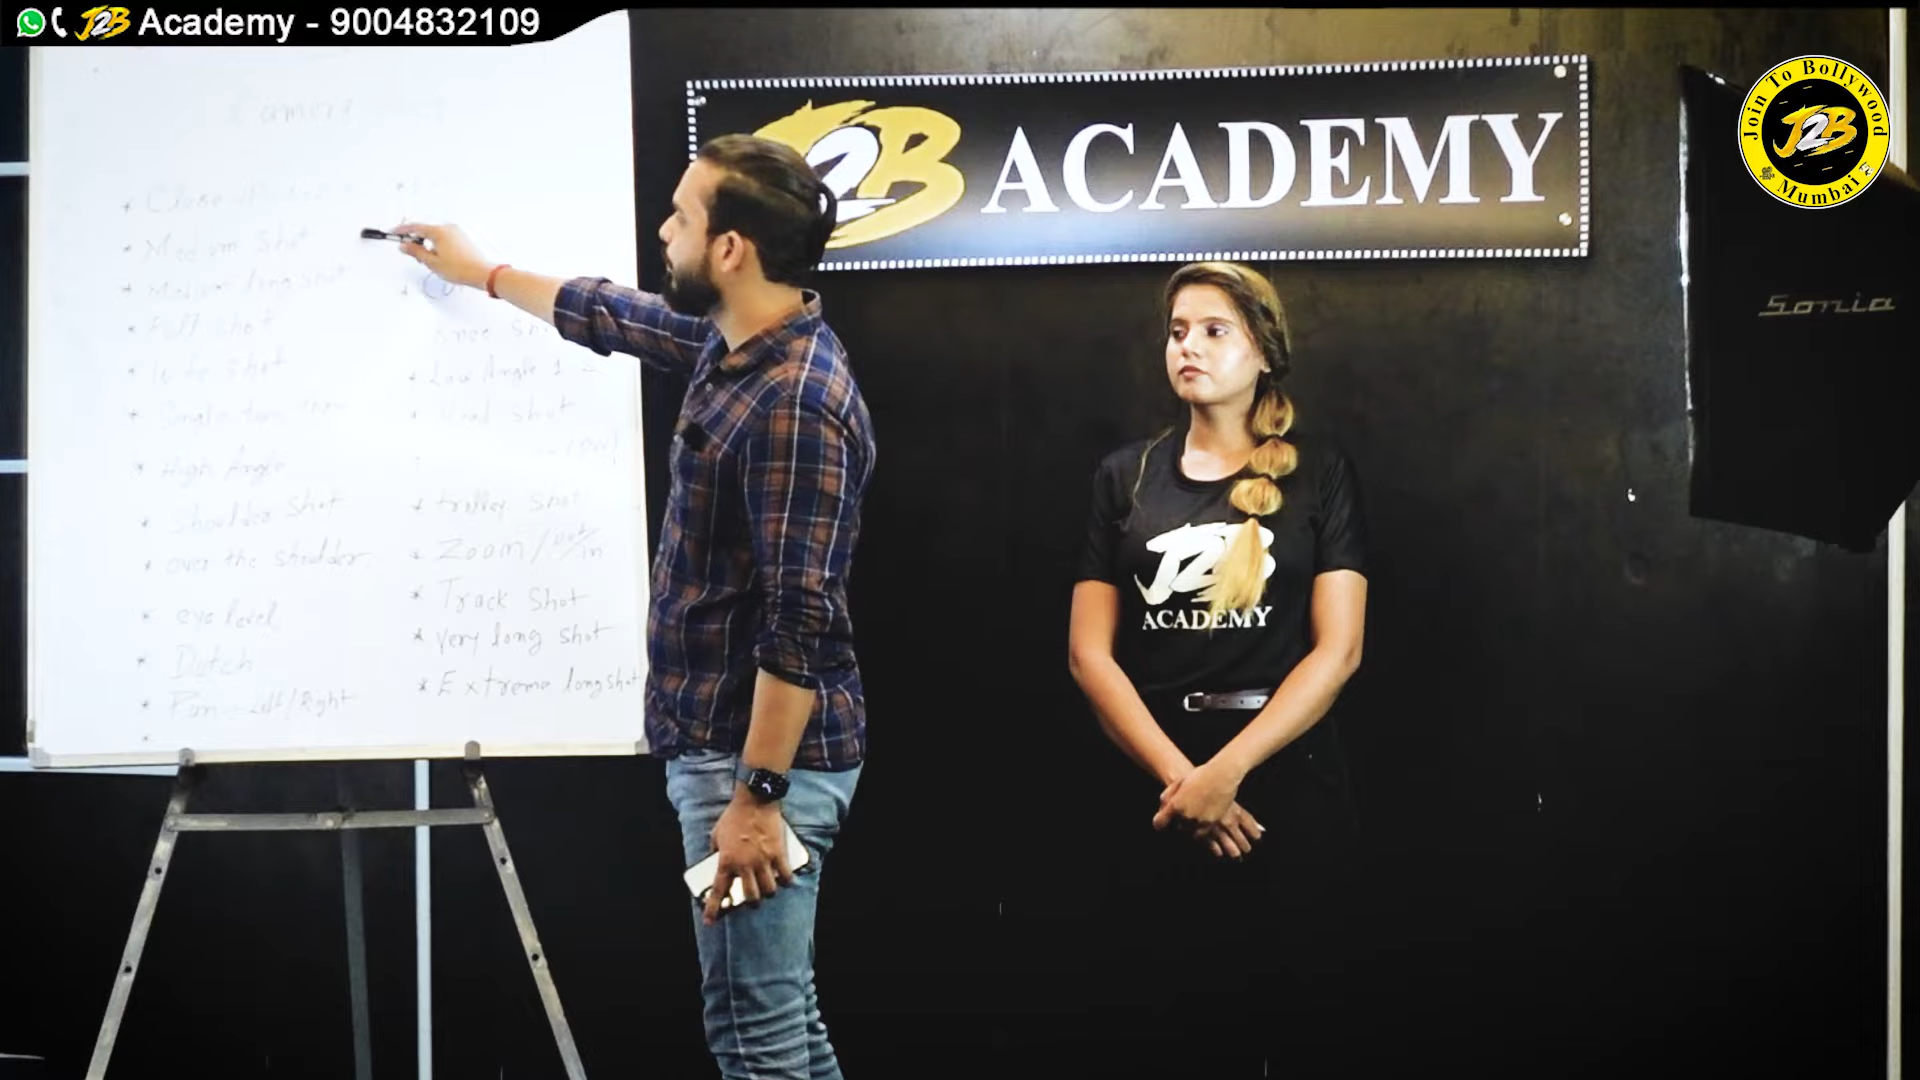 J2B Academy - 9004832109
Join To Bollywood
J2B
Mumbai
J2B ACADEMY
Sonia
J2B
ACADEMY
Camera
* Close
* Medium Shot
* Medium long shot
* Full Shot
Shot
* High Angle
* Shoulder Shot
* over the shoulder
* eye level
* Dutch
* Pan - Left/Right
*
* Low Angle
* Head Shot
* trolley Shot
* Zoom/out/in
* Track Shot
* very long shot
* Extreme long shot